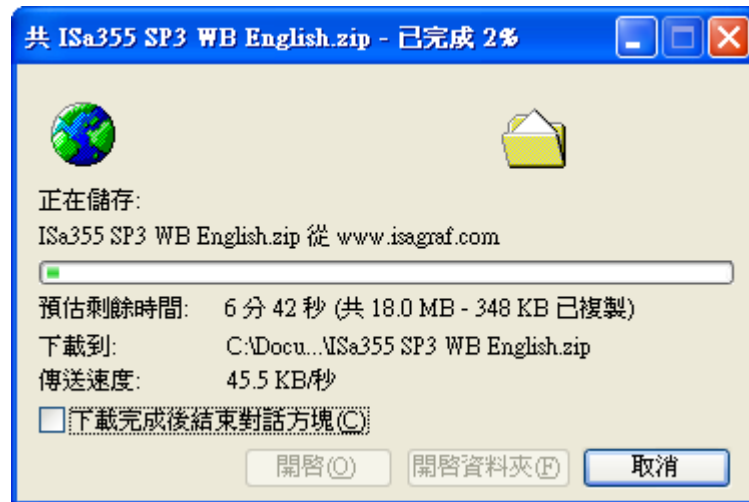 共 ISa355 SP3 WB English.zip - 已完成 2%
正在儲存:
ISa355 SP3 WB English.zip 從 www.isagraf.com
預估剩餘時間: 6 分 42 秒 (共 18.0 MB - 348 KB 已複製)
下載到: C:\Docu...\ISa355 SP3 WB English.zip
傳送速度: 45.5 KB/秒
下載完成後結束對話方塊(C)
開啓(O) 開啓資料夾(F) 取消